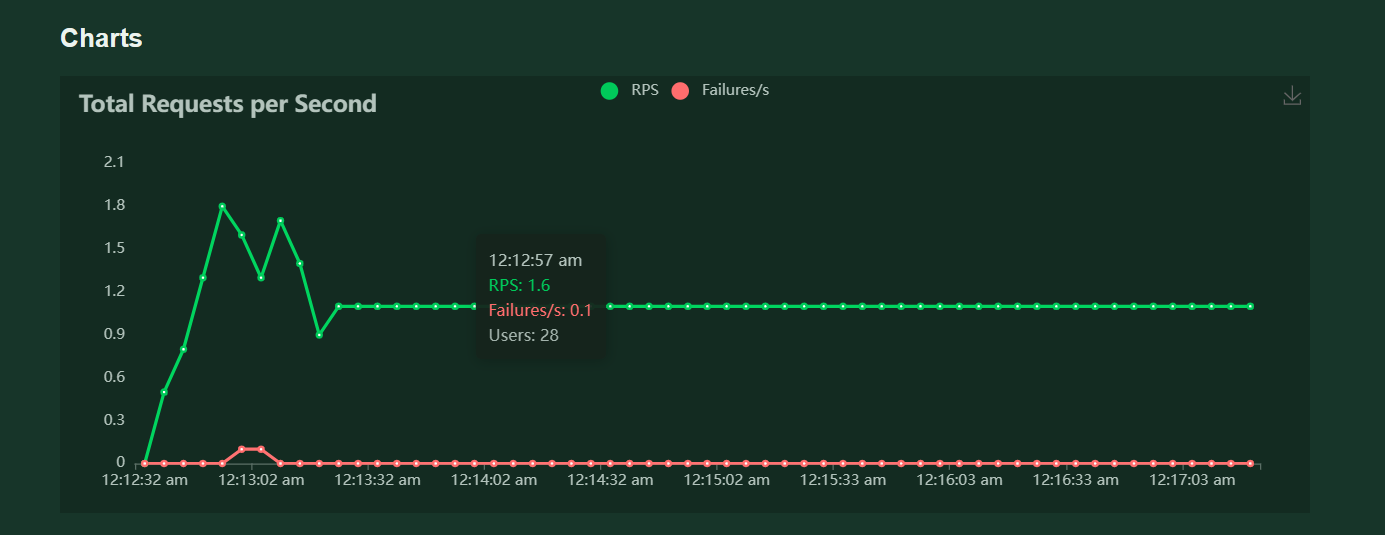 Charts
Total Requests per Second
RPS
Failures/s
2.1
1.8
1.5
1.2
0.9
0.6
0.3
0
12:12:57 am
RPS: 1.6
Failures/s: 0.1
Users: 28
12:12:32 am
12:13:02 am
12:13:32 am
12:14:02 am
12:14:32 am
12:15:02 am
12:15:33 am
12:16:03 am
12:16:33 am
12:17:03 am